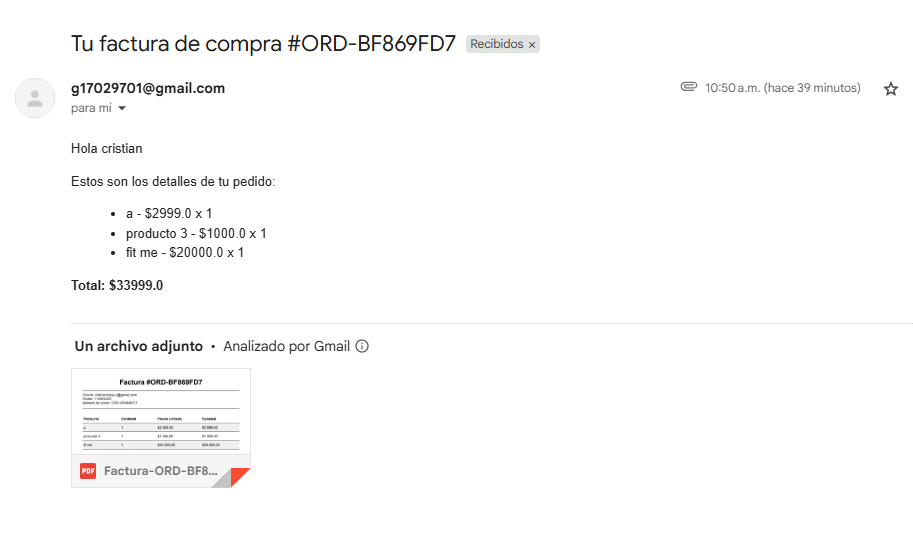 Tu factura de compra #ORD-BF869FD7 Recibidos ×
g17029701@gmail.com 10:50 a.m. (hace 39 minutos)
para mí
Hola cristian
Estos son los detalles de tu pedido:
• a - $2999.0 x 1
• producto 3 - $1000.0 x 1
• fit me - $20000.0 x 1
Total: $33999.0
Un archivo adjunto • Analizado por Gmail
Factura #ORD-BF869FD7
Producto Cantidad Precio unitario Subtotal
a 1 $2.999,00 $2.999,00
producto 3 1 $1.000,00 $1.000,00
fit me 1 $20.000,00 $20.000,00
PDF Factura-ORD-BF8...